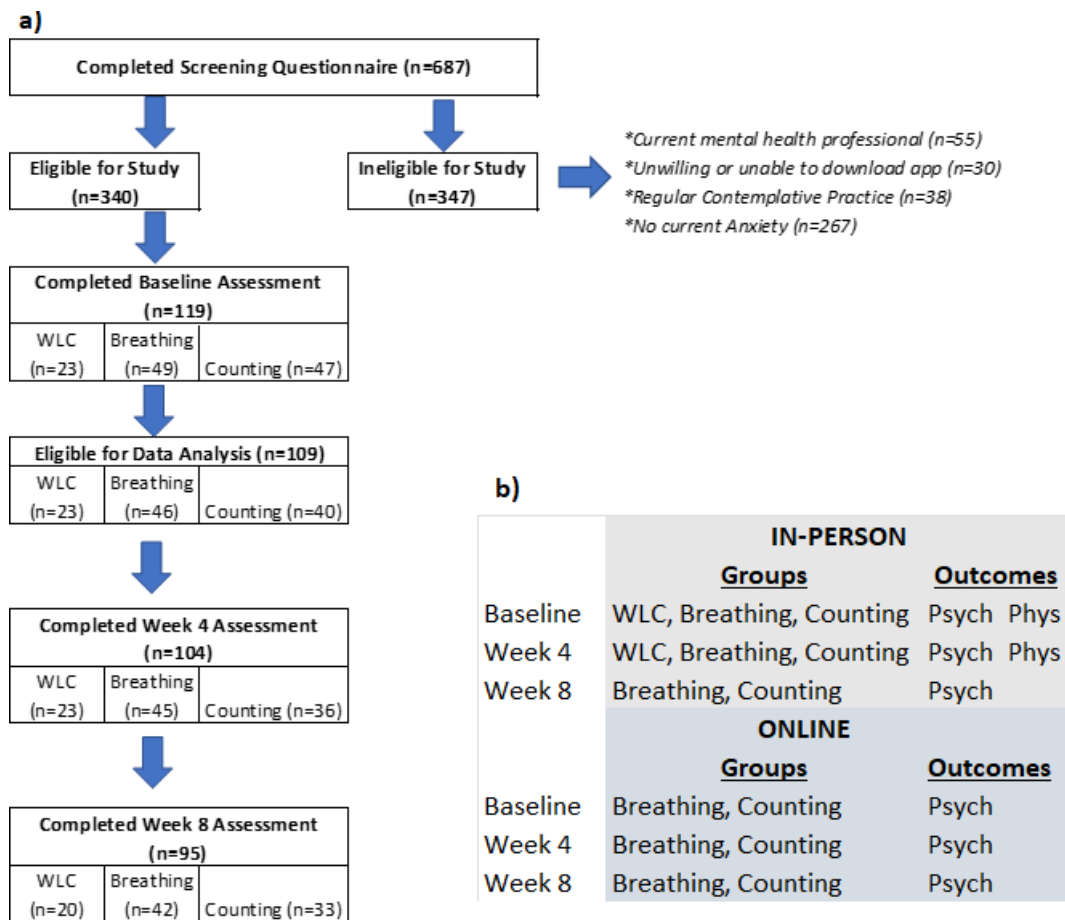 a)
Completed Screening Questionnaire (n=687)
Eligible for Study
(n=340)
Ineligible for Study
(n=347)
*Current mental health professional (n=55)
*Unwilling or unable to download app (n=30)
*Regular Contemplative Practice (n=38)
*No current Anxiety (n=267)
Completed Baseline Assessment
(n=119)
WLC
(n=23)
Breathing
(n=49)
Counting (n=47)
Eligible for Data Analysis (n=109)
WLC
(n=23)
Breathing
(n=46)
Counting (n=40)
Completed Week 4 Assessment
(n=104)
WLC
(n=23)
Breathing
(n=45)
Counting (n=36)
Completed Week 8 Assessment
(n=95)
WLC
(n=20)
Breathing
(n=42)
Counting (n=33)
b)
IN-PERSON
Groups Outcomes
Baseline WLC, Breathing, Counting Psych Phys
Week 4 WLC, Breathing, Counting Psych Phys
Week 8 Breathing, Counting Psych
ONLINE
Groups Outcomes
Baseline Breathing, Counting Psych
Week 4 Breathing, Counting Psych
Week 8 Breathing, Counting Psych